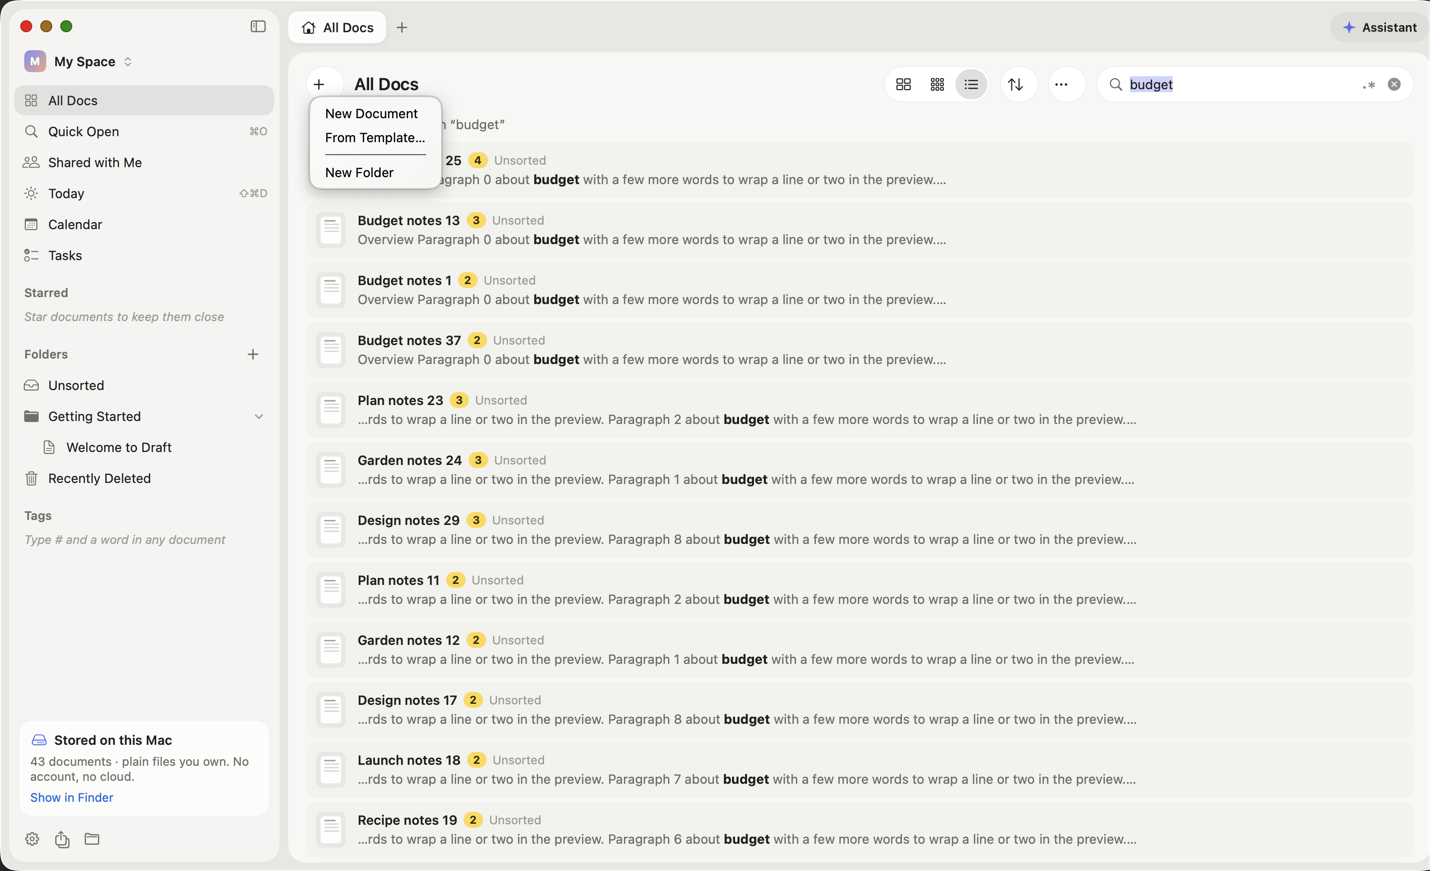 All Docs
Assistant
M My Space
All Docs
Quick Open ⌘O
Shared with Me
Today ⇧⌘D
Calendar
Tasks
Starred
Star documents to keep them close
Folders
Unsorted
Getting Started
Welcome to Draft
Recently Deleted
Tags
Type # and a word in any document
Stored on this Mac
43 documents · plain files you own. No
account, no cloud.
Show in Finder
All Docs
budget .*
New Document
From Template...
New Folder
“budget”
25 4 Unsorted
0 about budget with a few more words to wrap a line or two in the preview....
Budget notes 13 3 Unsorted
Overview Paragraph 0 about budget with a few more words to wrap a line or two in the preview....
Budget notes 1 2 Unsorted
Overview Paragraph 0 about budget with a few more words to wrap a line or two in the preview....
Budget notes 37 2 Unsorted
Overview Paragraph 0 about budget with a few more words to wrap a line or two in the preview....
Plan notes 23 3 Unsorted
...rds to wrap a line or two in the preview. Paragraph 2 about budget with a few more words to wrap a line or two in the preview....
Garden notes 24 3 Unsorted
...rds to wrap a line or two in the preview. Paragraph 1 about budget with a few more words to wrap a line or two in the preview....
Design notes 29 3 Unsorted
...rds to wrap a line or two in the preview. Paragraph 8 about budget with a few more words to wrap a line or two in the preview....
Plan notes 11 2 Unsorted
...rds to wrap a line or two in the preview. Paragraph 2 about budget with a few more words to wrap a line or two in the preview....
Garden notes 12 2 Unsorted
...rds to wrap a line or two in the preview. Paragraph 1 about budget with a few more words to wrap a line or two in the preview....
Design notes 17 2 Unsorted
...rds to wrap a line or two in the preview. Paragraph 8 about budget with a few more words to wrap a line or two in the preview....
Launch notes 18 2 Unsorted
...rds to wrap a line or two in the preview. Paragraph 7 about budget with a few more words to wrap a line or two in the preview....
Recipe notes 19 2 Unsorted
...rds to wrap a line or two in the preview. Paragraph 6 about budget with a few more words to wrap a line or two in the preview....